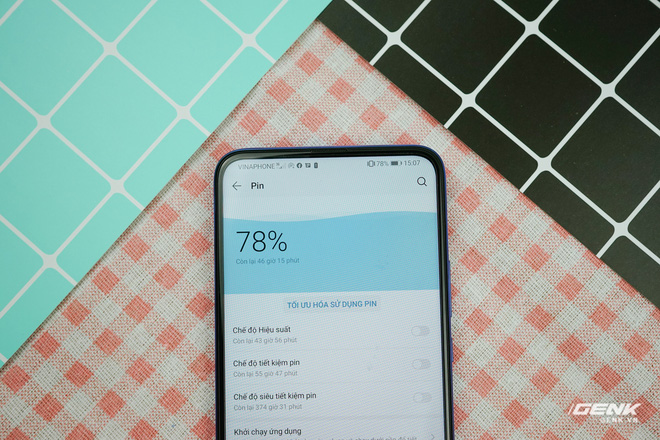 VINAPHONE
78% 15:07
Pin
78%
Còn lại 46 giờ 15 phút
TỐI ƯU HÓA SỬ DỤNG PIN
Chế độ Hiệu suất
Còn lại 43 giờ 56 phút
Chế độ tiết kiệm pin
Còn lại 55 giờ 47 phút
Chế độ siêu tiết kiệm pin
Còn lại 374 giờ 31 phút
Khởi chạy ứng dụng
GENK
GENK.VN